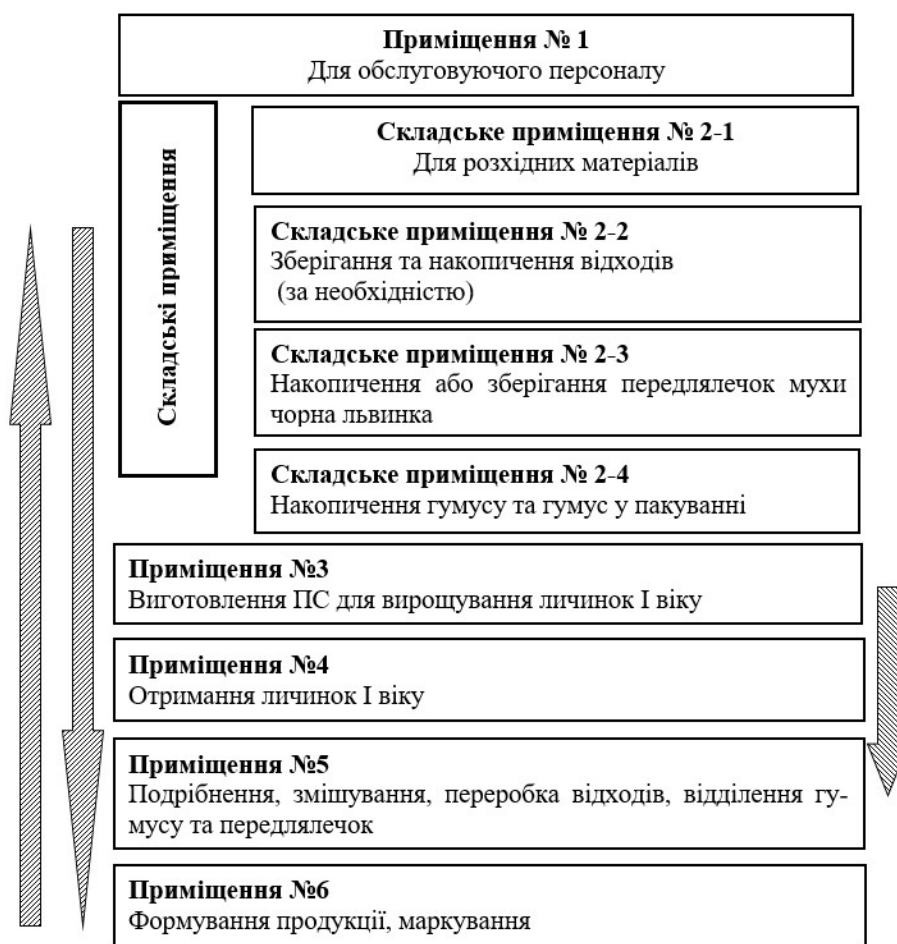 Приміщення № 1
Для обслуговуючого персоналу
Складські приміщення
Складське приміщення № 2-1
Для розхідних матеріалів
Складське приміщення № 2-2
Зберігання та накопичення відходів
(за необхідністю)
Складське приміщення № 2-3
Накопичення або зберігання передлялечок мухи
чорна львинка
Складське приміщення № 2-4
Накопичення гумусу та гумус у пакуванні
Приміщення №3
Виготовлення ПС для вирощування личинок І віку
Приміщення №4
Отримання личинок І віку
Приміщення №5
Подрібнення, змішування, переробка відходів, відділення гу-
мусу та передлялечок
Приміщення №6
Формування продукції, маркування